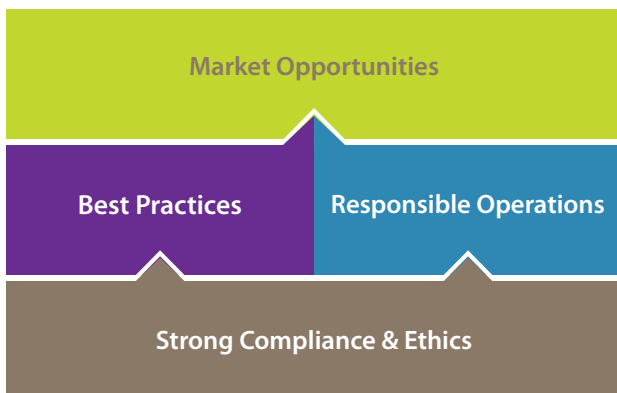 Market Opportunities
Best Practices
Responsible Operations
Strong Compliance & Ethics